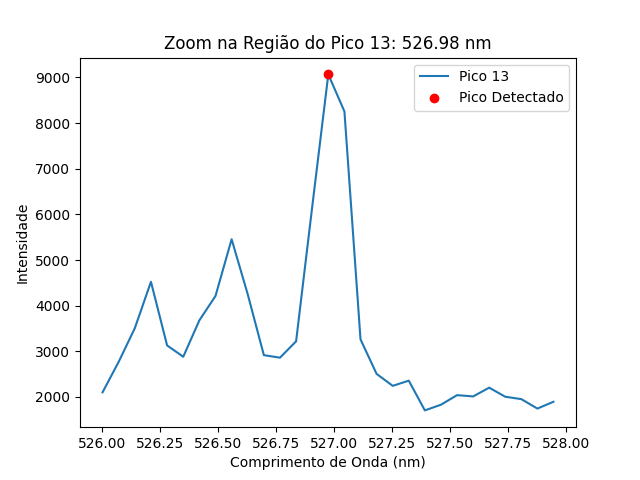 Zoom na Região do Pico 13: 526.98 nm
Pico 13
Pico Detectado
Intensidade
9000
8000
7000
6000
5000
4000
3000
2000
526.00 526.25 526.50 526.75 527.00 527.25 527.50 527.75 528.00
Comprimento de Onda (nm)